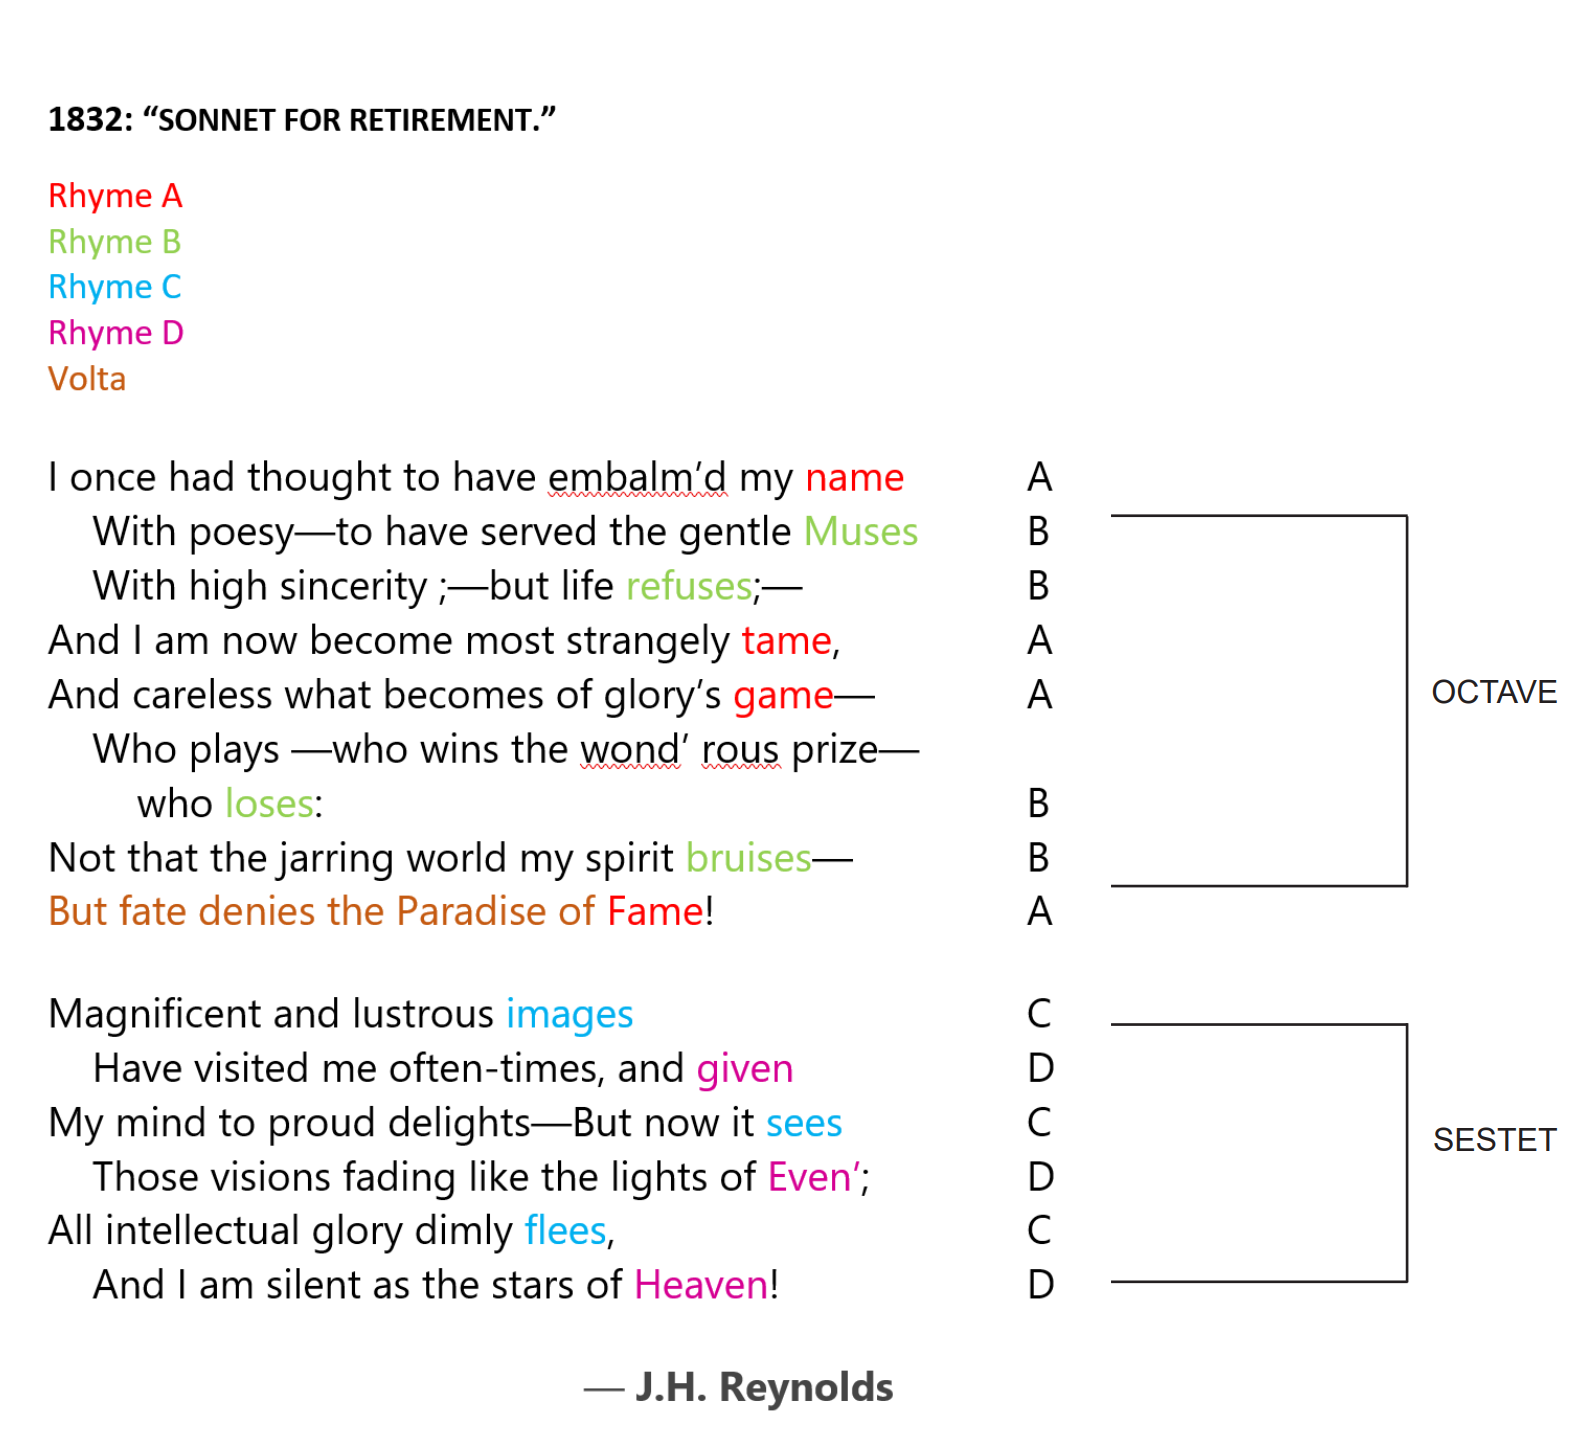 1832: “SONNET FOR RETIREMENT.”
Rhyme A
Rhyme B
Rhyme C
Rhyme D
Volta
I once had thought to have embalm’d my name A
With poesy—to have served the gentle Muses B
With high sincerity ;—but life refuses;— B
And I am now become most strangely tame, A
And careless what becomes of glory’s game— A
OCTAVE
Who plays —who wins the wond’ rous prize—
who loses: B
Not that the jarring world my spirit bruises— B
But fate denies the Paradise of Fame! A
Magnificent and lustrous images C
Have visited me often-times, and given D
My mind to proud delights—But now it sees C
SESTET
Those visions fading like the lights of Even’; D
All intellectual glory dimly flees, C
And I am silent as the stars of Heaven! D
— J.H. Reynolds